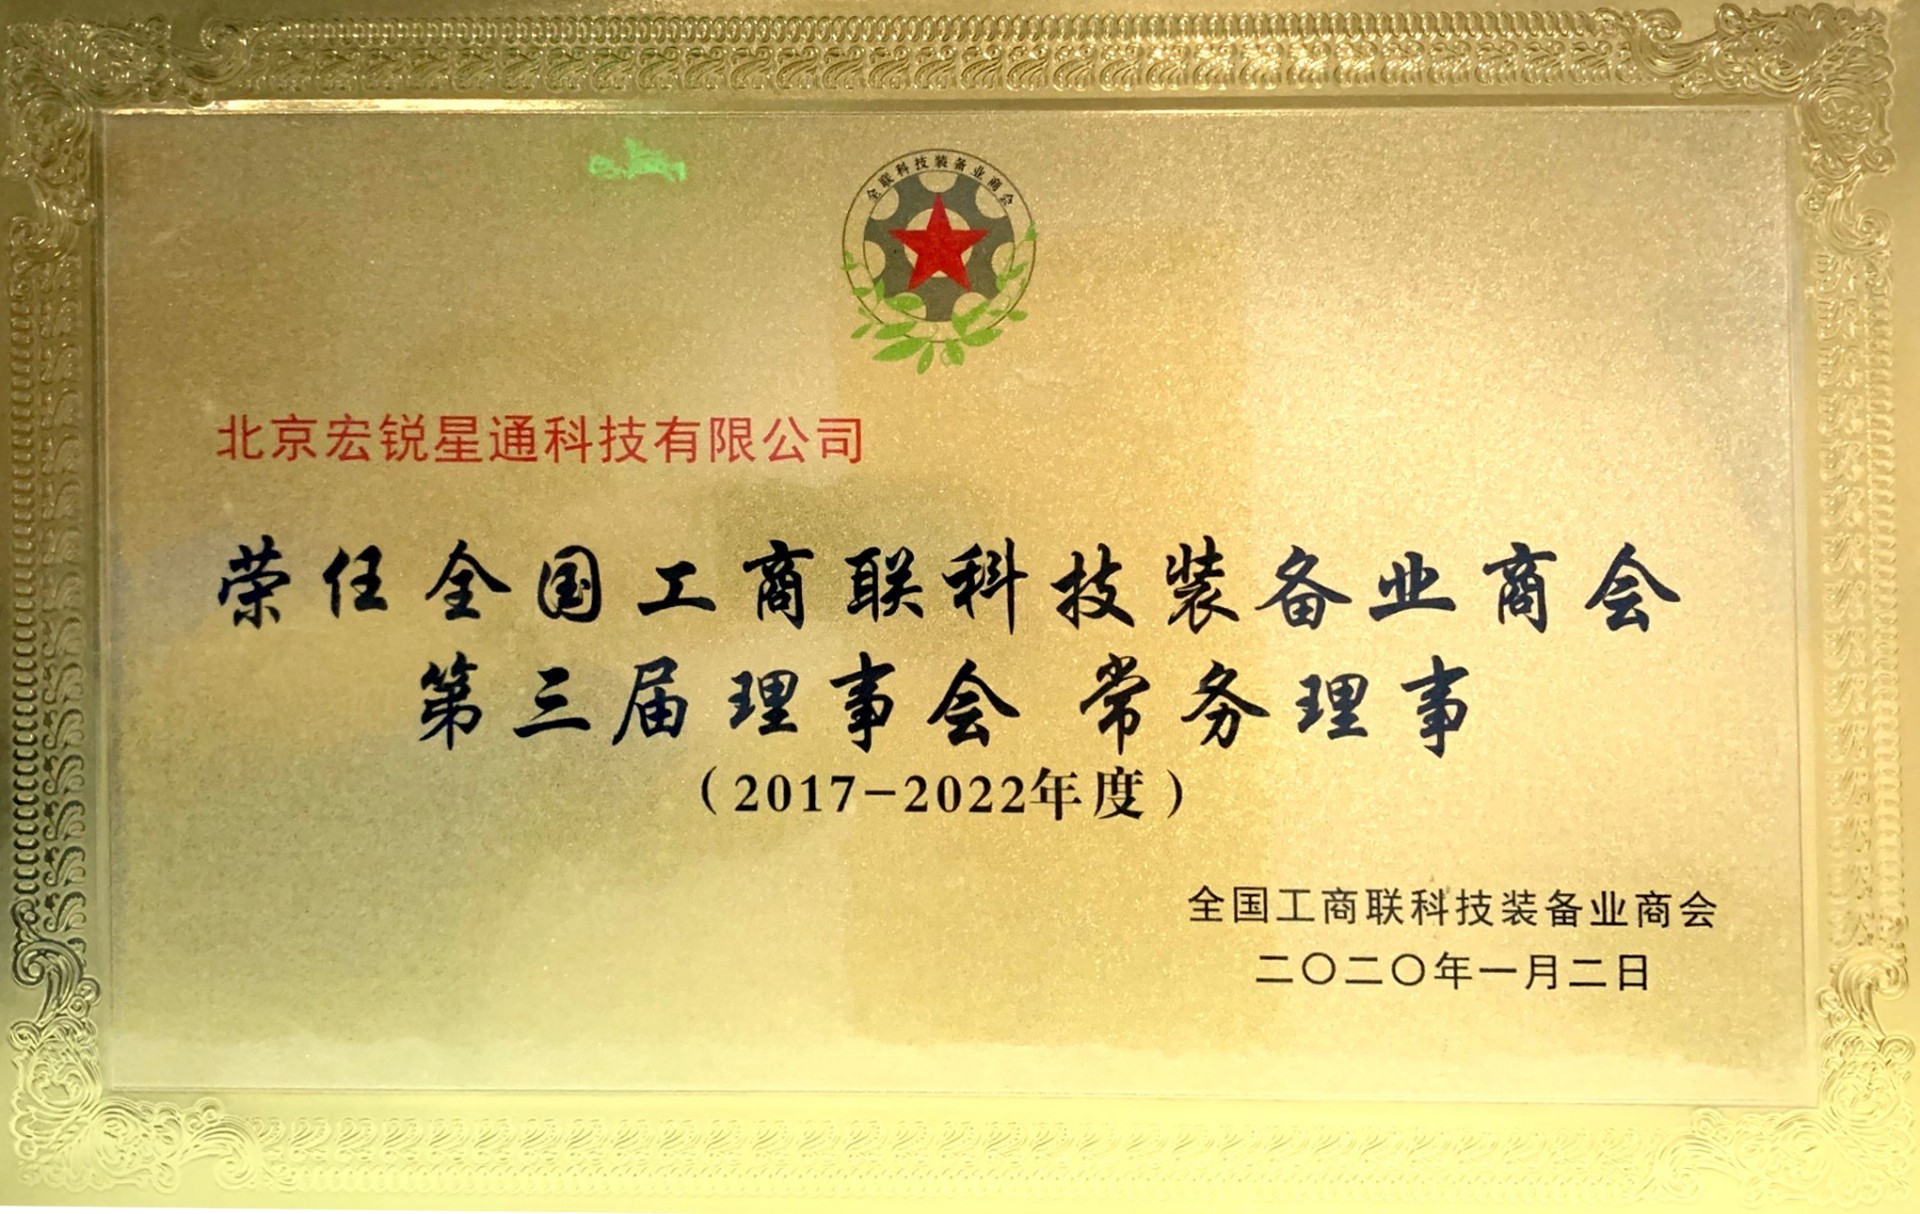 全联科技装备业商会
北京宏锐星通科技有限公司
荣任全国工商联科技装备业商会
第三届理事会 常务理事
（2017-2022年度）
全国工商联科技装备业商会
二〇二〇年一月二日